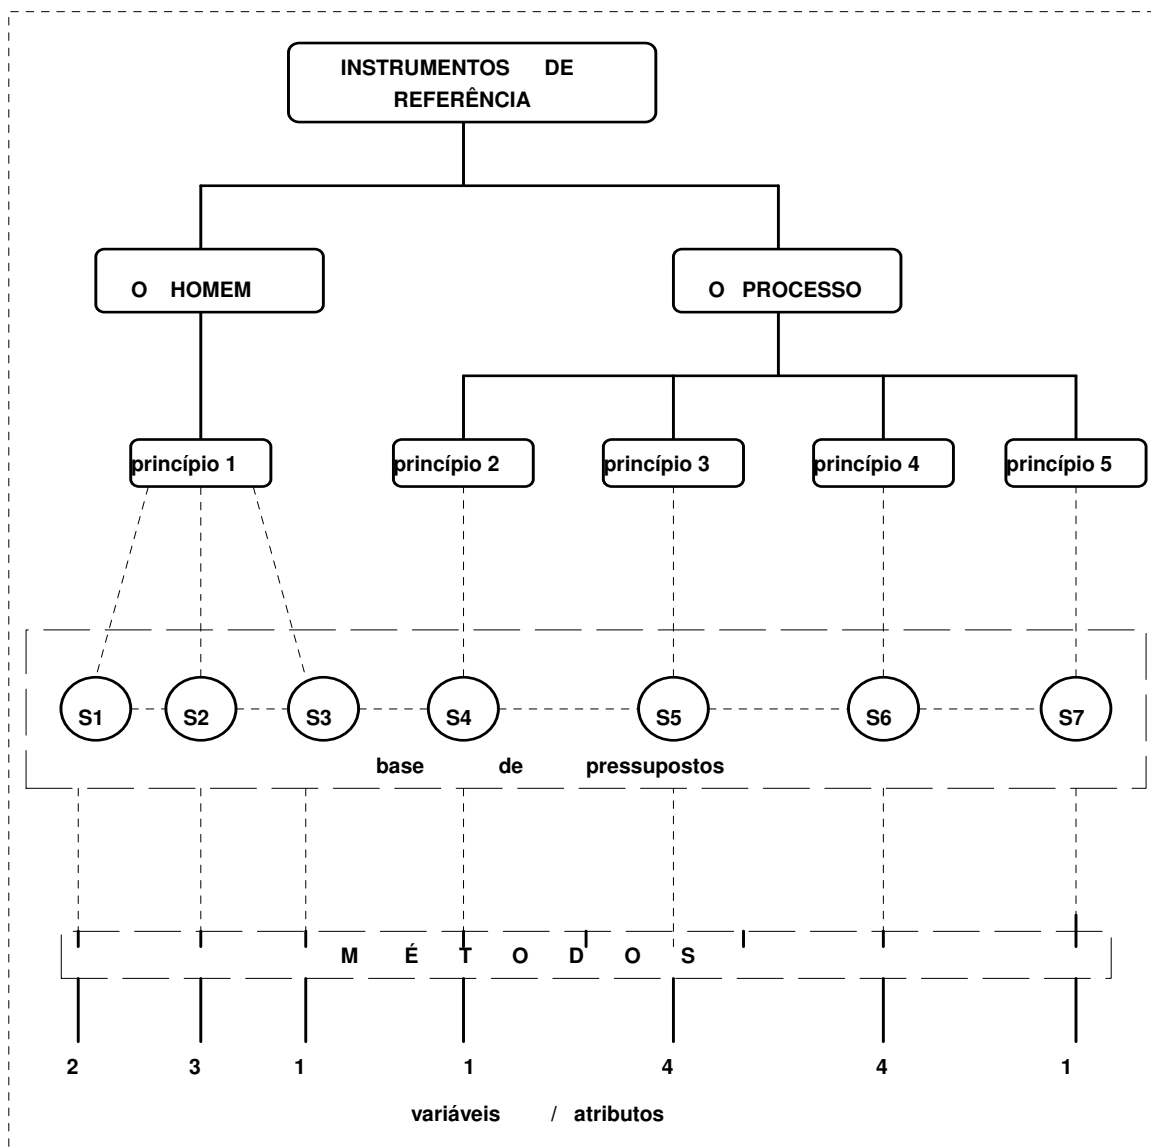 INSTRUMENTOS DE
REFERÊNCIA
O HOMEM
O PROCESSO
princípio 1
princípio 2
princípio 3
princípio 4
princípio 5
S1
S2
S3
S4
S5
S6
S7
base de pressupostos
M É T O D O S
2 3 1 1 4 4 1
variáveis / atributos